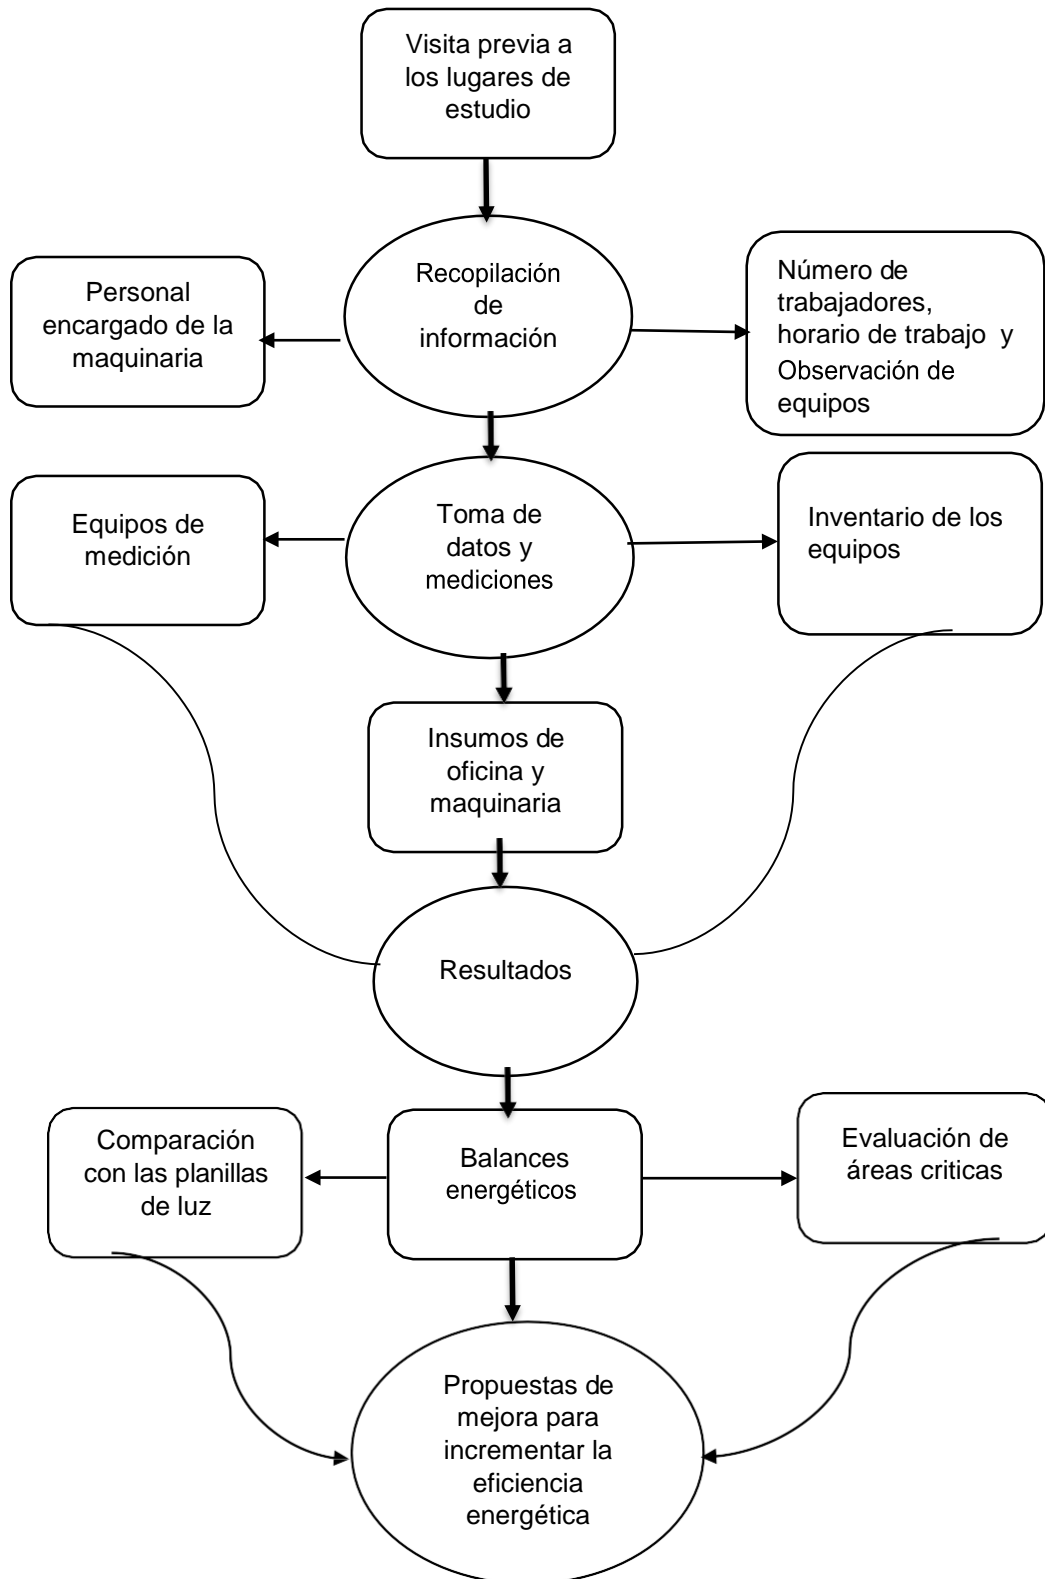 Visita previa a
los lugares de
estudio
Recopilación
de
información
Personal
encargado de la
maquinaria
Número de
trabajadores,
horario de trabajo y
Observación de
equipos
Toma de
datos y
mediciones
Equipos de
medición
Inventario de los
equipos
Insumos de
oficina y
maquinaria
Resultados
Balances
energéticos
Comparación
con las planillas
de luz
Evaluación de
áreas criticas
Propuestas de
mejora para
incrementar la
eficiencia
energética